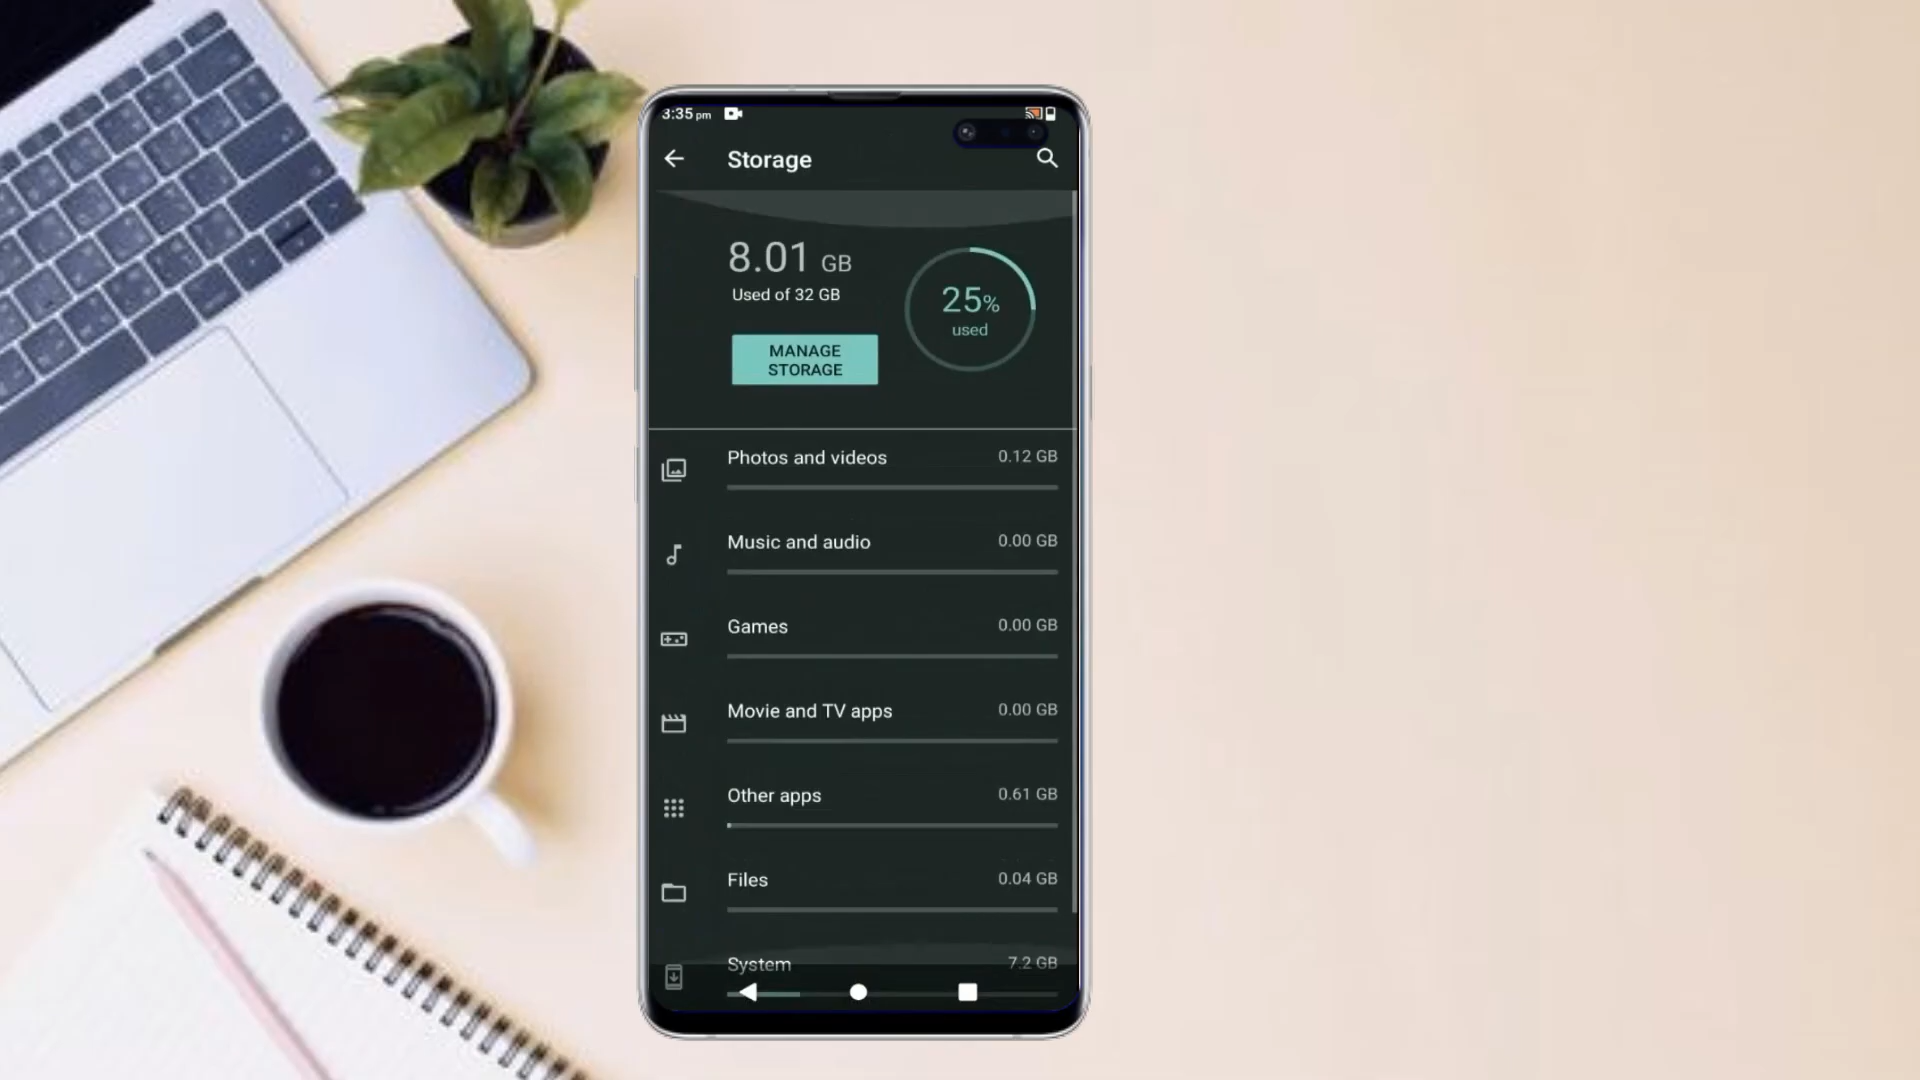 3:35 pm
Storage
8.01 GB
Used of 32 GB
25%
used
MANAGE
STORAGE
Photos and videos 0.12 GB
Music and audio 0.00 GB
Games 0.00 GB
Movie and TV apps 0.00 GB
Other apps 0.61 GB
Files 0.04 GB
System 7.2 GB